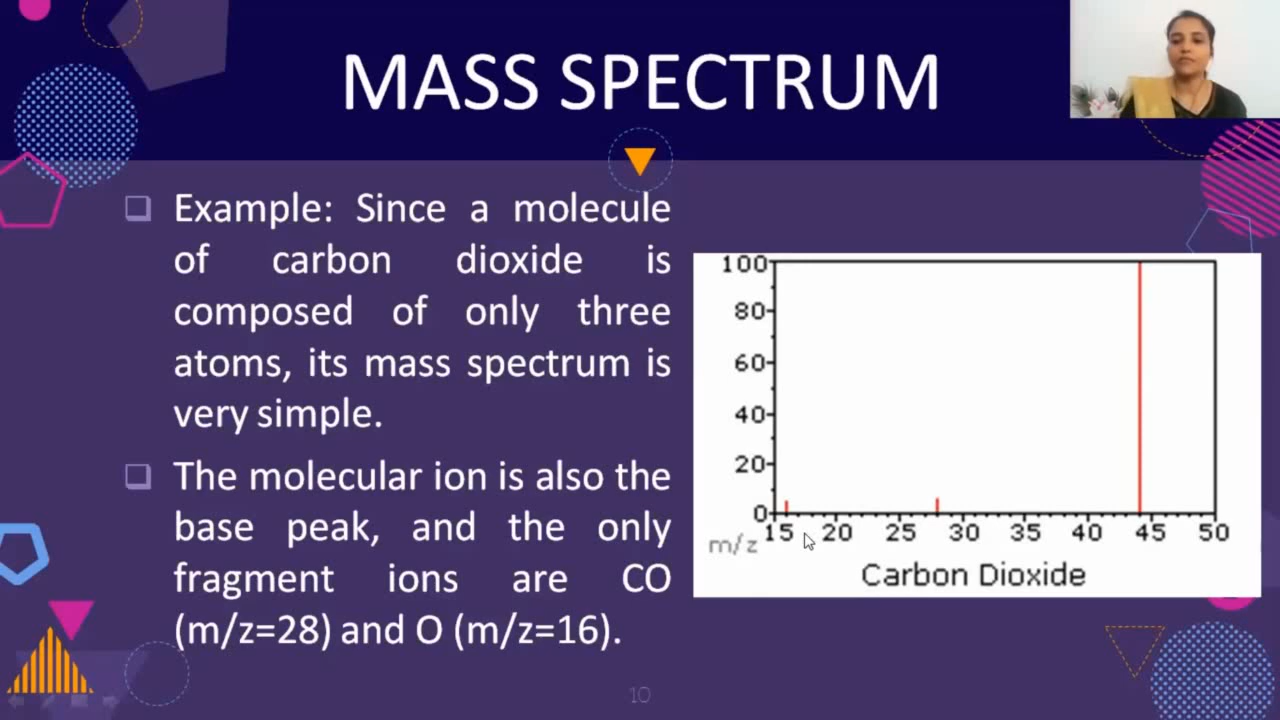 MASS SPECTRUM
Example: Since a molecule
of carbon dioxide is
composed of only three
atoms, its mass spectrum is
very simple.
The molecular ion is also the
base peak, and the only
fragment ions are CO
(m/z=28) and O (m/z=16).
100
80
60
40
20
0
15 20 25 30 35 40 45 50
m/z
Carbon Dioxide
10